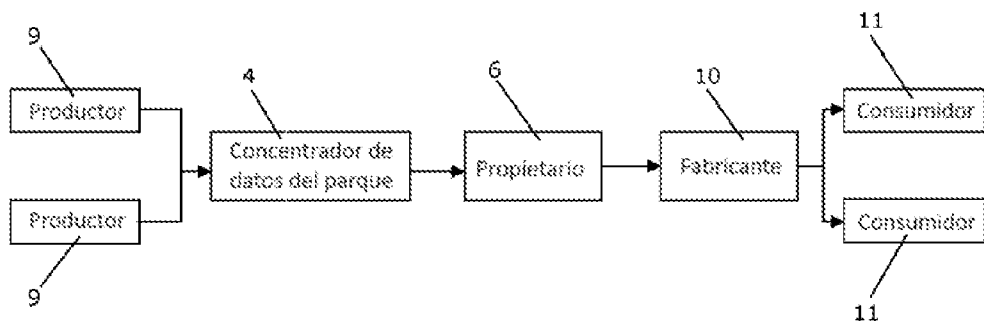 9
11
4
6
10
Productor
Consumidor
Concentrador de
datos del parque
Propietario
Fabricante
Productor
Consumidor
9
11